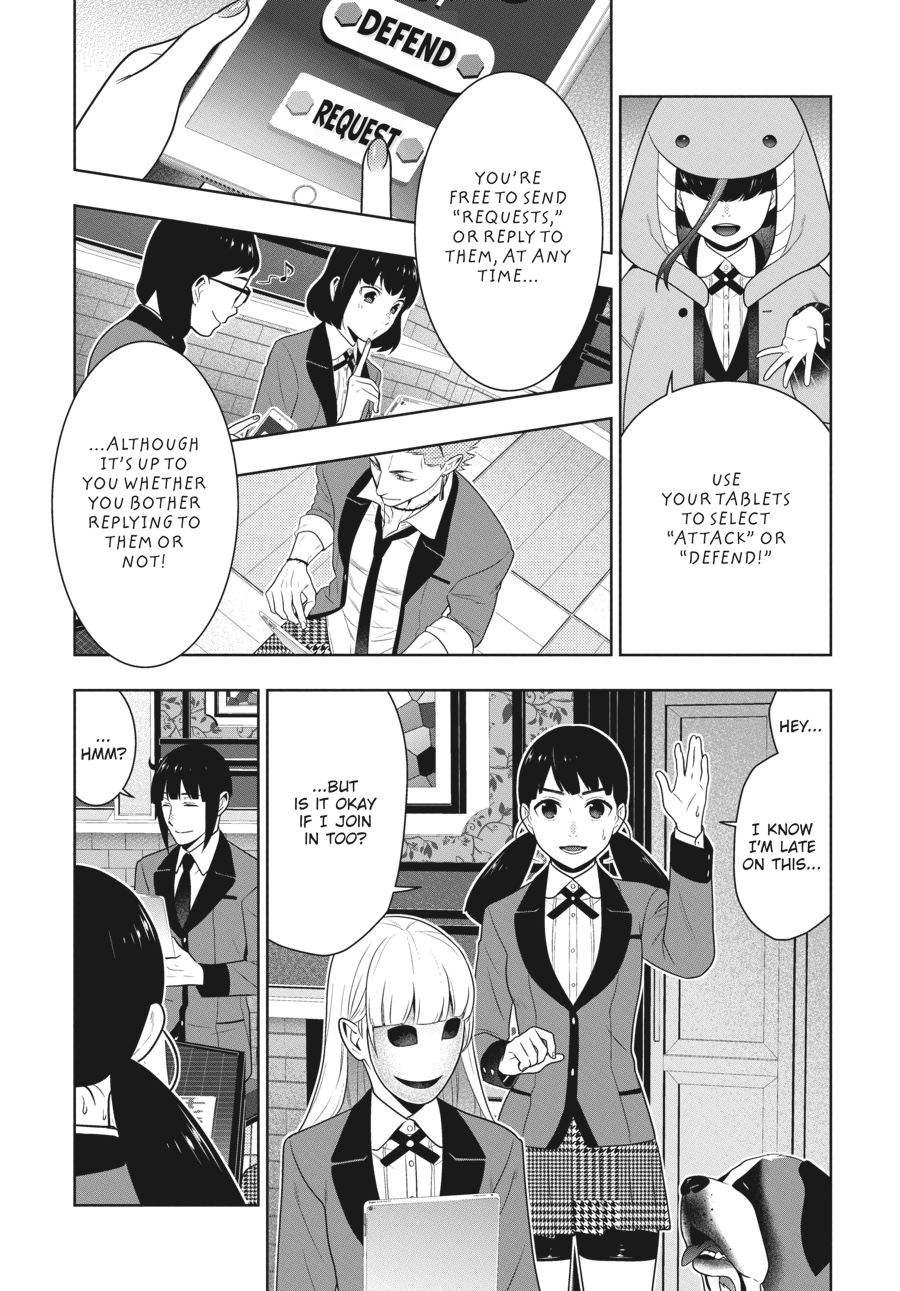 USE
YOUR TABLETS
TO SELECT
“ATTACK” OR
“DEFEND!”
DEFEND
REQUEST
YOU’RE
FREE TO SEND
“REQUESTS,”
OR REPLY TO
THEM, AT ANY
TIME...
...ALTHOUGH
IT’S UP TO
YOU WHETHER
YOU BOTHER
REPLYING TO
THEM OR
NOT!
HEY...
I KNOW
I’M LATE
ON THIS...
...BUT
IS IT OKAY
IF I JOIN
IN TOO?
...
HMM?